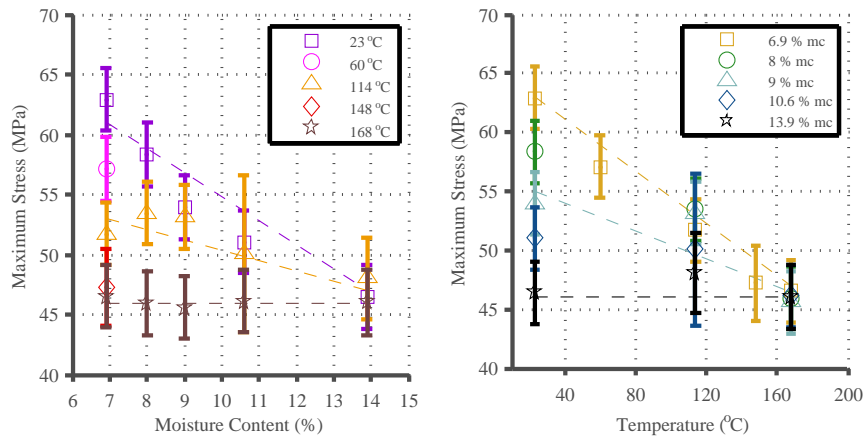 70
65
60
55
50
45
40
Maximum Stress (MPa)
6 7 8 9 10 11 12 13 14 15
Moisture Content (%)
23 °C
60 °C
114 °C
148 °C
168 °C
70
65
60
55
50
45
40
Maximum Stress (MPa)
40 80 120 160 200
Temperature (°C)
6.9 % mc
8 % mc
9 % mc
10.6 % mc
13.9 % mc